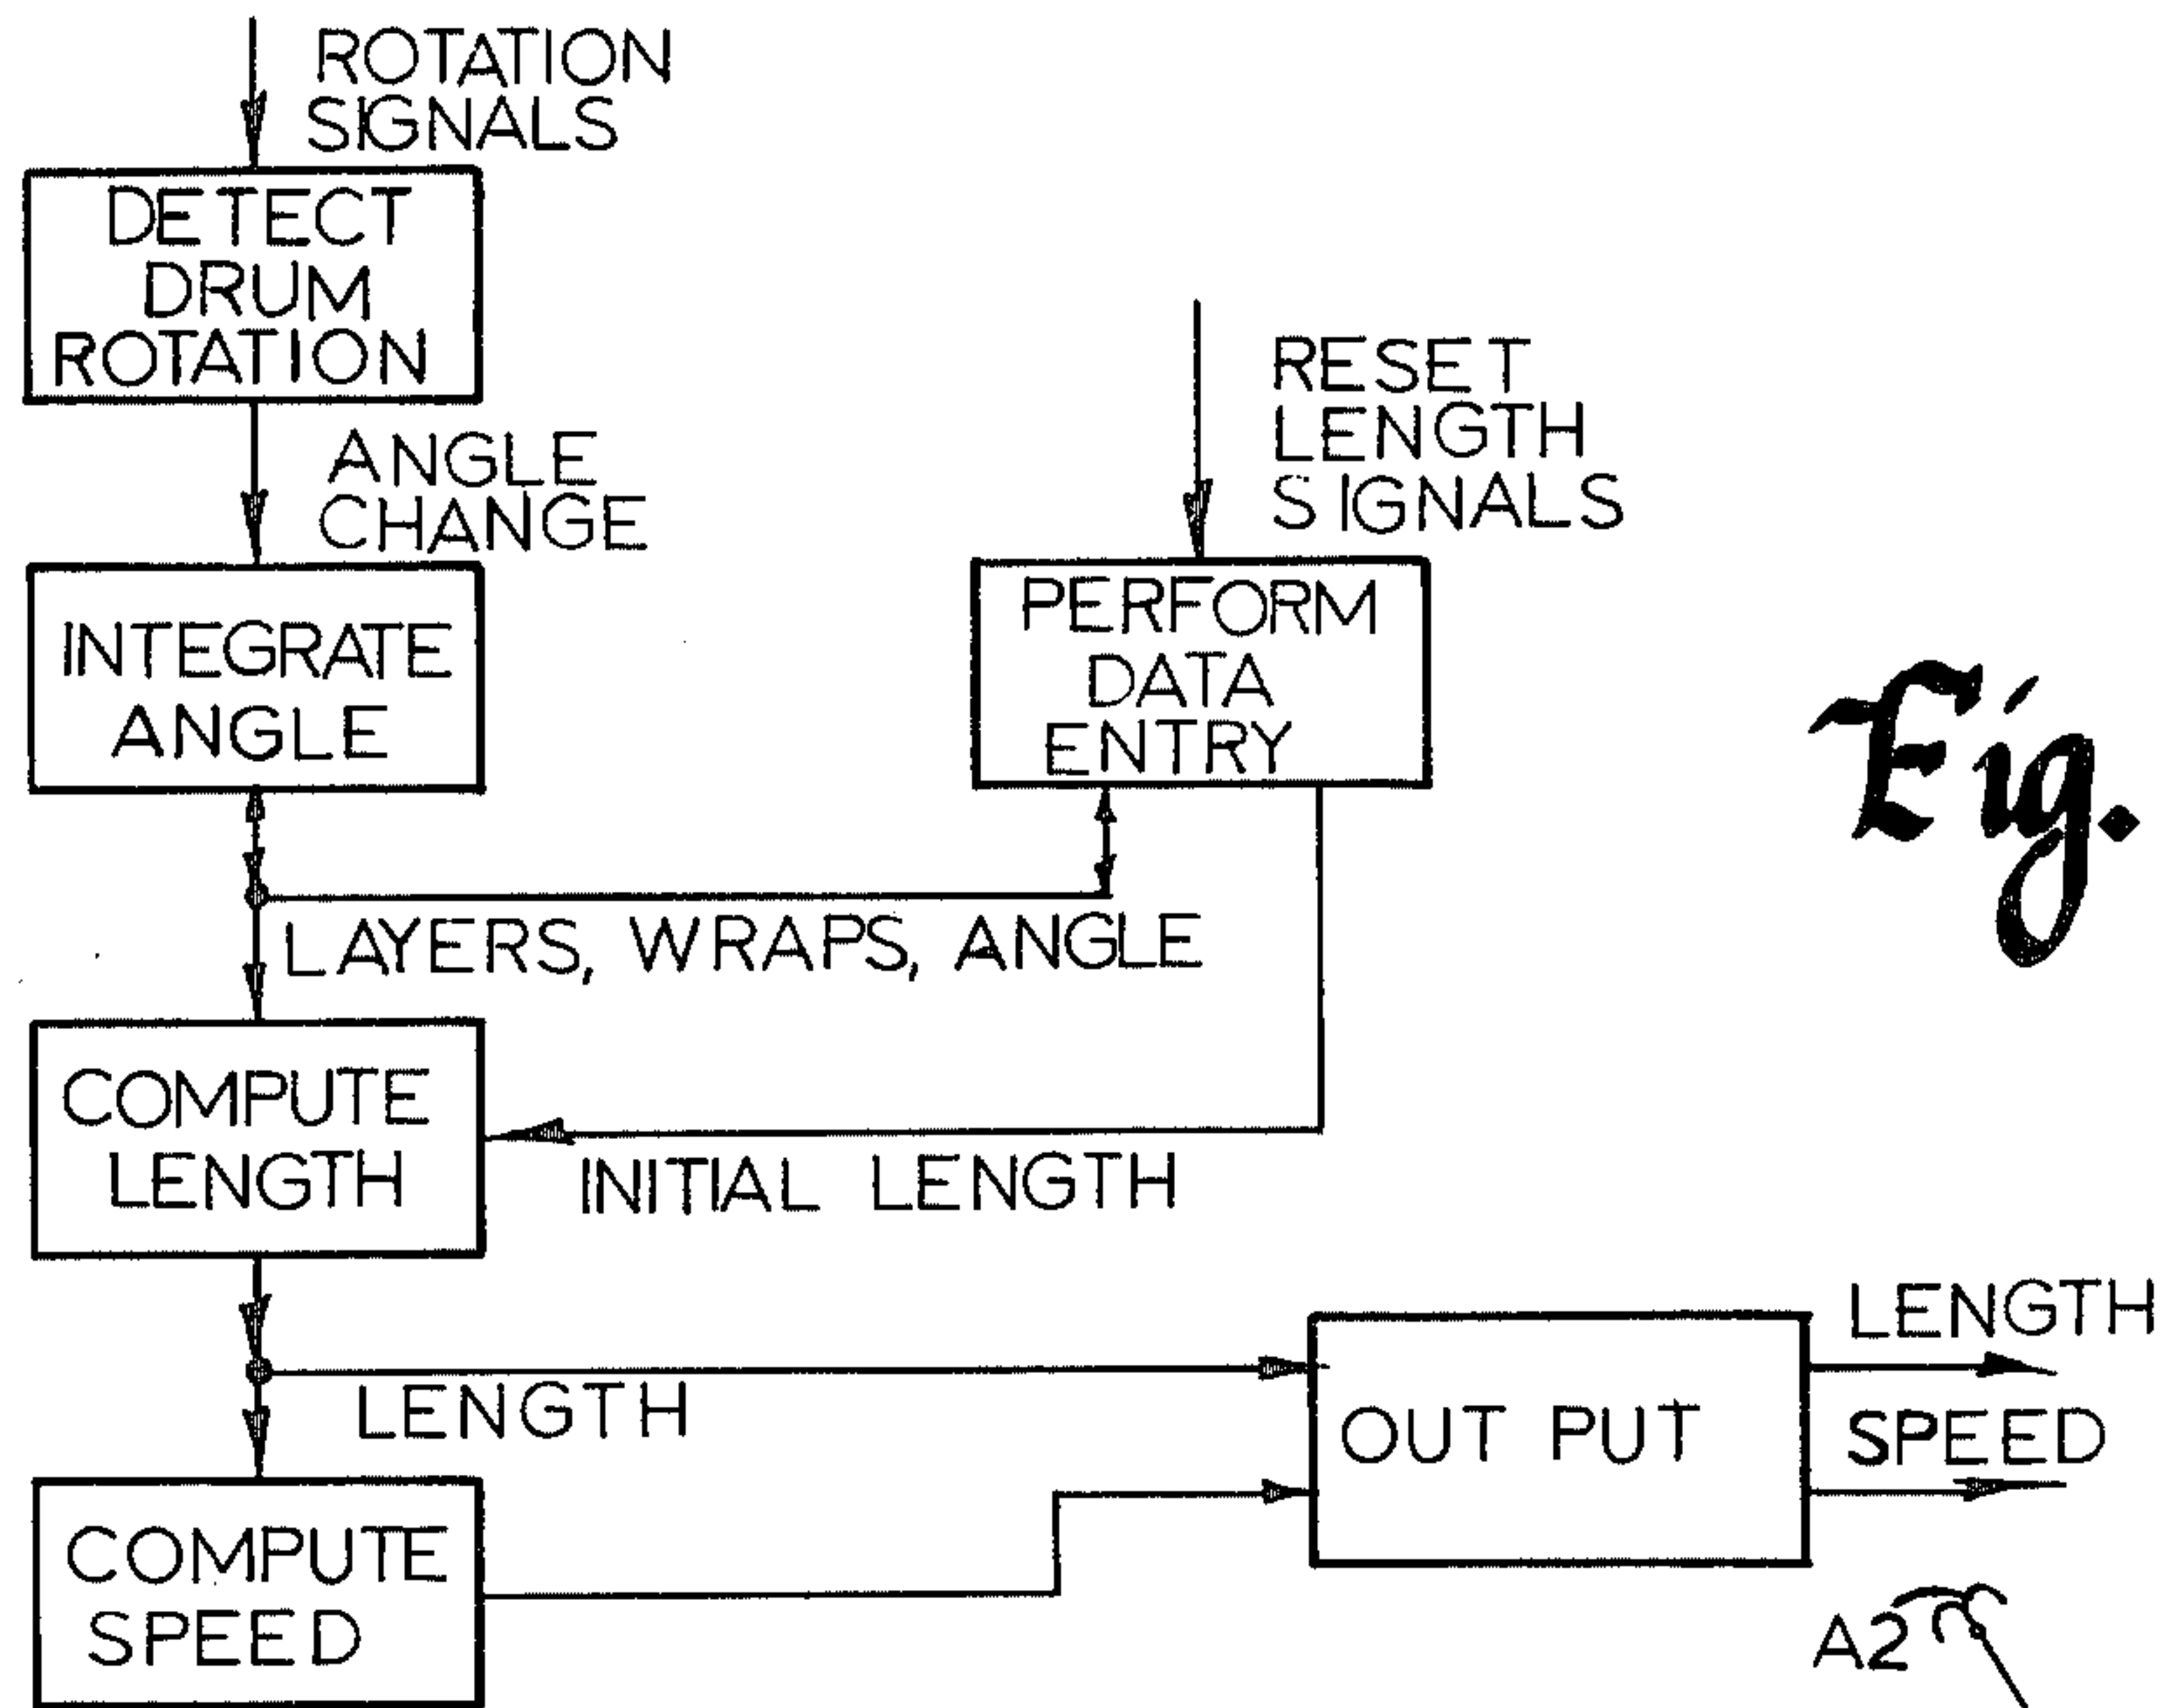 ROTATION
SIGNALS
DETECT
DRUM
ROTATION
ANGLE
CHANGE
RESET
LENGTH
SIGNALS
INTEGRATE
ANGLE
PERFORM
DATA
ENTRY
Fig.
LAYERS, WRAPS, ANGLE
COMPUTE
LENGTH
INITIAL LENGTH
LENGTH
LENGTH
OUT PUT
SPEED
COMPUTE
SPEED
A2